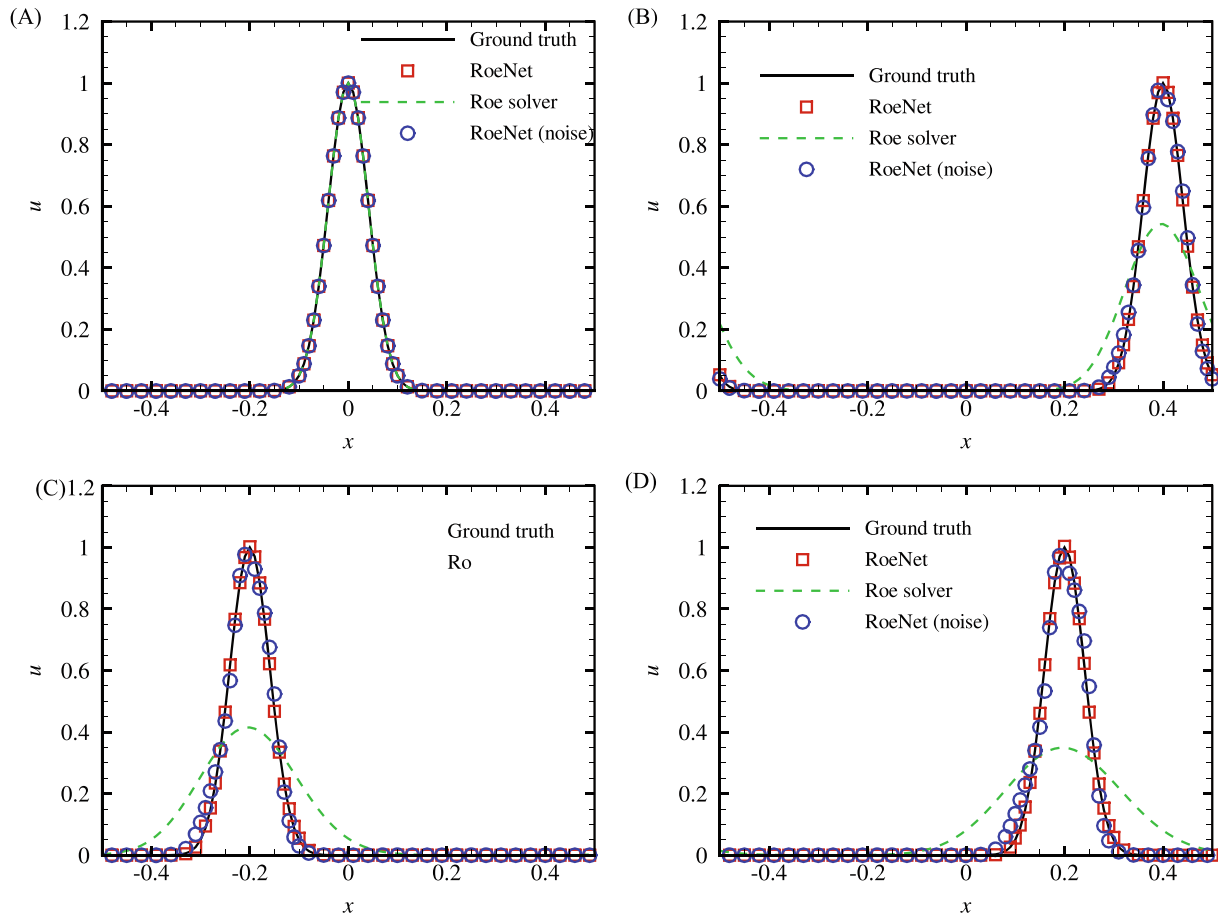 (A)
1.2
1
0.8
0.6
0.4
0.2
0
u
-0.4
-0.2
0
0.2
0.4
x
Ground truth
RoeNet
Roe solver
RoeNet (noise)
(B)
1.2
1
0.8
0.6
0.4
0.2
0
u
-0.4
-0.2
0
0.2
0.4
x
Ground truth
RoeNet
Roe solver
RoeNet (noise)
(C)
1.2
1
0.8
0.6
0.4
0.2
0
u
-0.4
-0.2
0
0.2
0.4
x
Ground truth
Ro
(D)
1.2
1
0.8
0.6
0.4
0.2
0
u
-0.4
-0.2
0
0.2
0.4
x
Ground truth
RoeNet
Roe solver
RoeNet (noise)